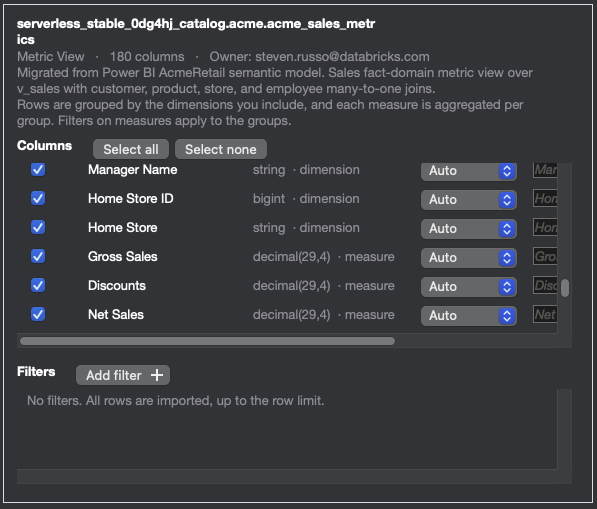 serverless_stable_0dg4hj_catalog.acme.acme_sales_metr
ics
Metric View · 180 columns · Owner: steven.russo@databricks.com
Migrated from Power BI AcmeRetail semantic model. Sales fact-domain metric view over
v_sales with customer, product, store, and employee many-to-one joins.
Rows are grouped by the dimensions you include, and each measure is aggregated per
group. Filters on measures apply to the groups.
Columns Select all Select none
Manager Name string · dimension Auto Mar
Home Store ID bigint · dimension Auto Hon
Home Store string · dimension Auto Hon
Gross Sales decimal(29,4) · measure Auto Gro
Discounts decimal(29,4) · measure Auto Disc
Net Sales decimal(29,4) · measure Auto Net
Filters Add filter +
No filters. All rows are imported, up to the row limit.